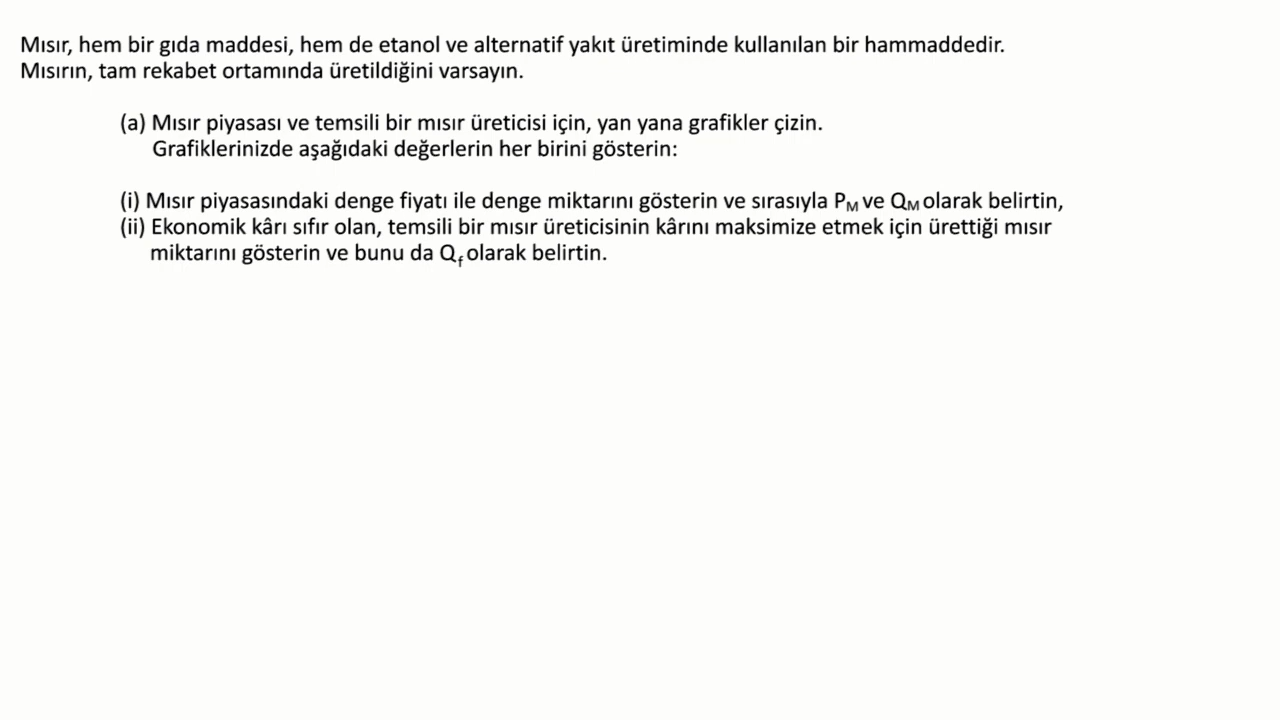 Mısır, hem bir gıda maddesi, hem de etanol ve alternatif yakıt üretiminde kullanılan bir hammaddedir.
Mısırın, tam rekabet ortamında üretildiğini varsayın.
(a) Mısır piyasası ve temsili bir mısır üreticisi için, yan yana grafikler çizin.
Grafiklerinizde aşağıdaki değerlerin her birini gösterin:
(i) Mısır piyasasındaki denge fiyatı ile denge miktarını gösterin ve sırasıyla PM ve QM olarak belirtin,
(ii) Ekonomik kârı sıfır olan, temsili bir mısır üreticisinin kârını maksimize etmek için ürettiği mısır
miktarını gösterin ve bunu da Qf olarak belirtin.